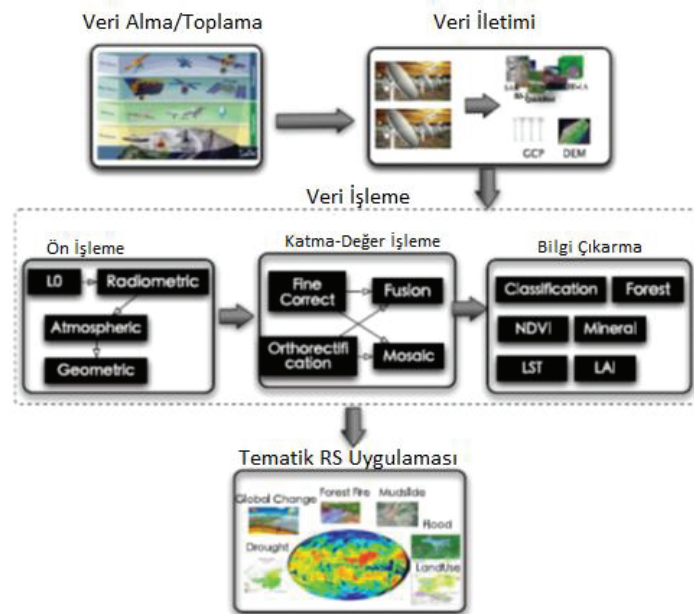 Veri Alma/Toplama
Veri İletimi
GCP
DEM
Veri İşleme
Ön İşleme
L0
Radiometric
Atmospheric
Geometric
Katma-Değer İşleme
Fine
Correct
Fusion
Orthorectifi
cation
Mosaic
Bilgi Çıkarma
Classification
Forest
NDVI
Mineral
LST
LAI
Tematik RS Uygulaması
Global Change
Forest Fire
Mudslide
Flood
Drought
LandUse